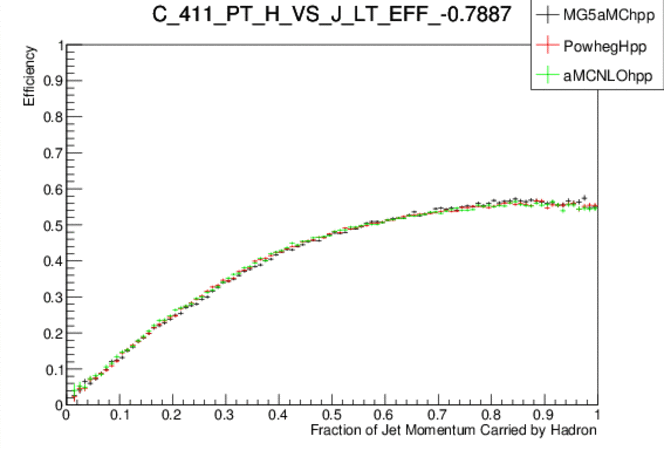 C_411_PT_H_VS_J_LT_EFF_-0.7887
MG5aMChpp
PowhegHpp
aMCNLOhpp
Efficiency
1
0.9
0.8
0.7
0.6
0.5
0.4
0.3
0.2
0.1
0
0 0.1 0.2 0.3 0.4 0.5 0.6 0.7 0.8 0.9 1
Fraction of Jet Momentum Carried by Hadron